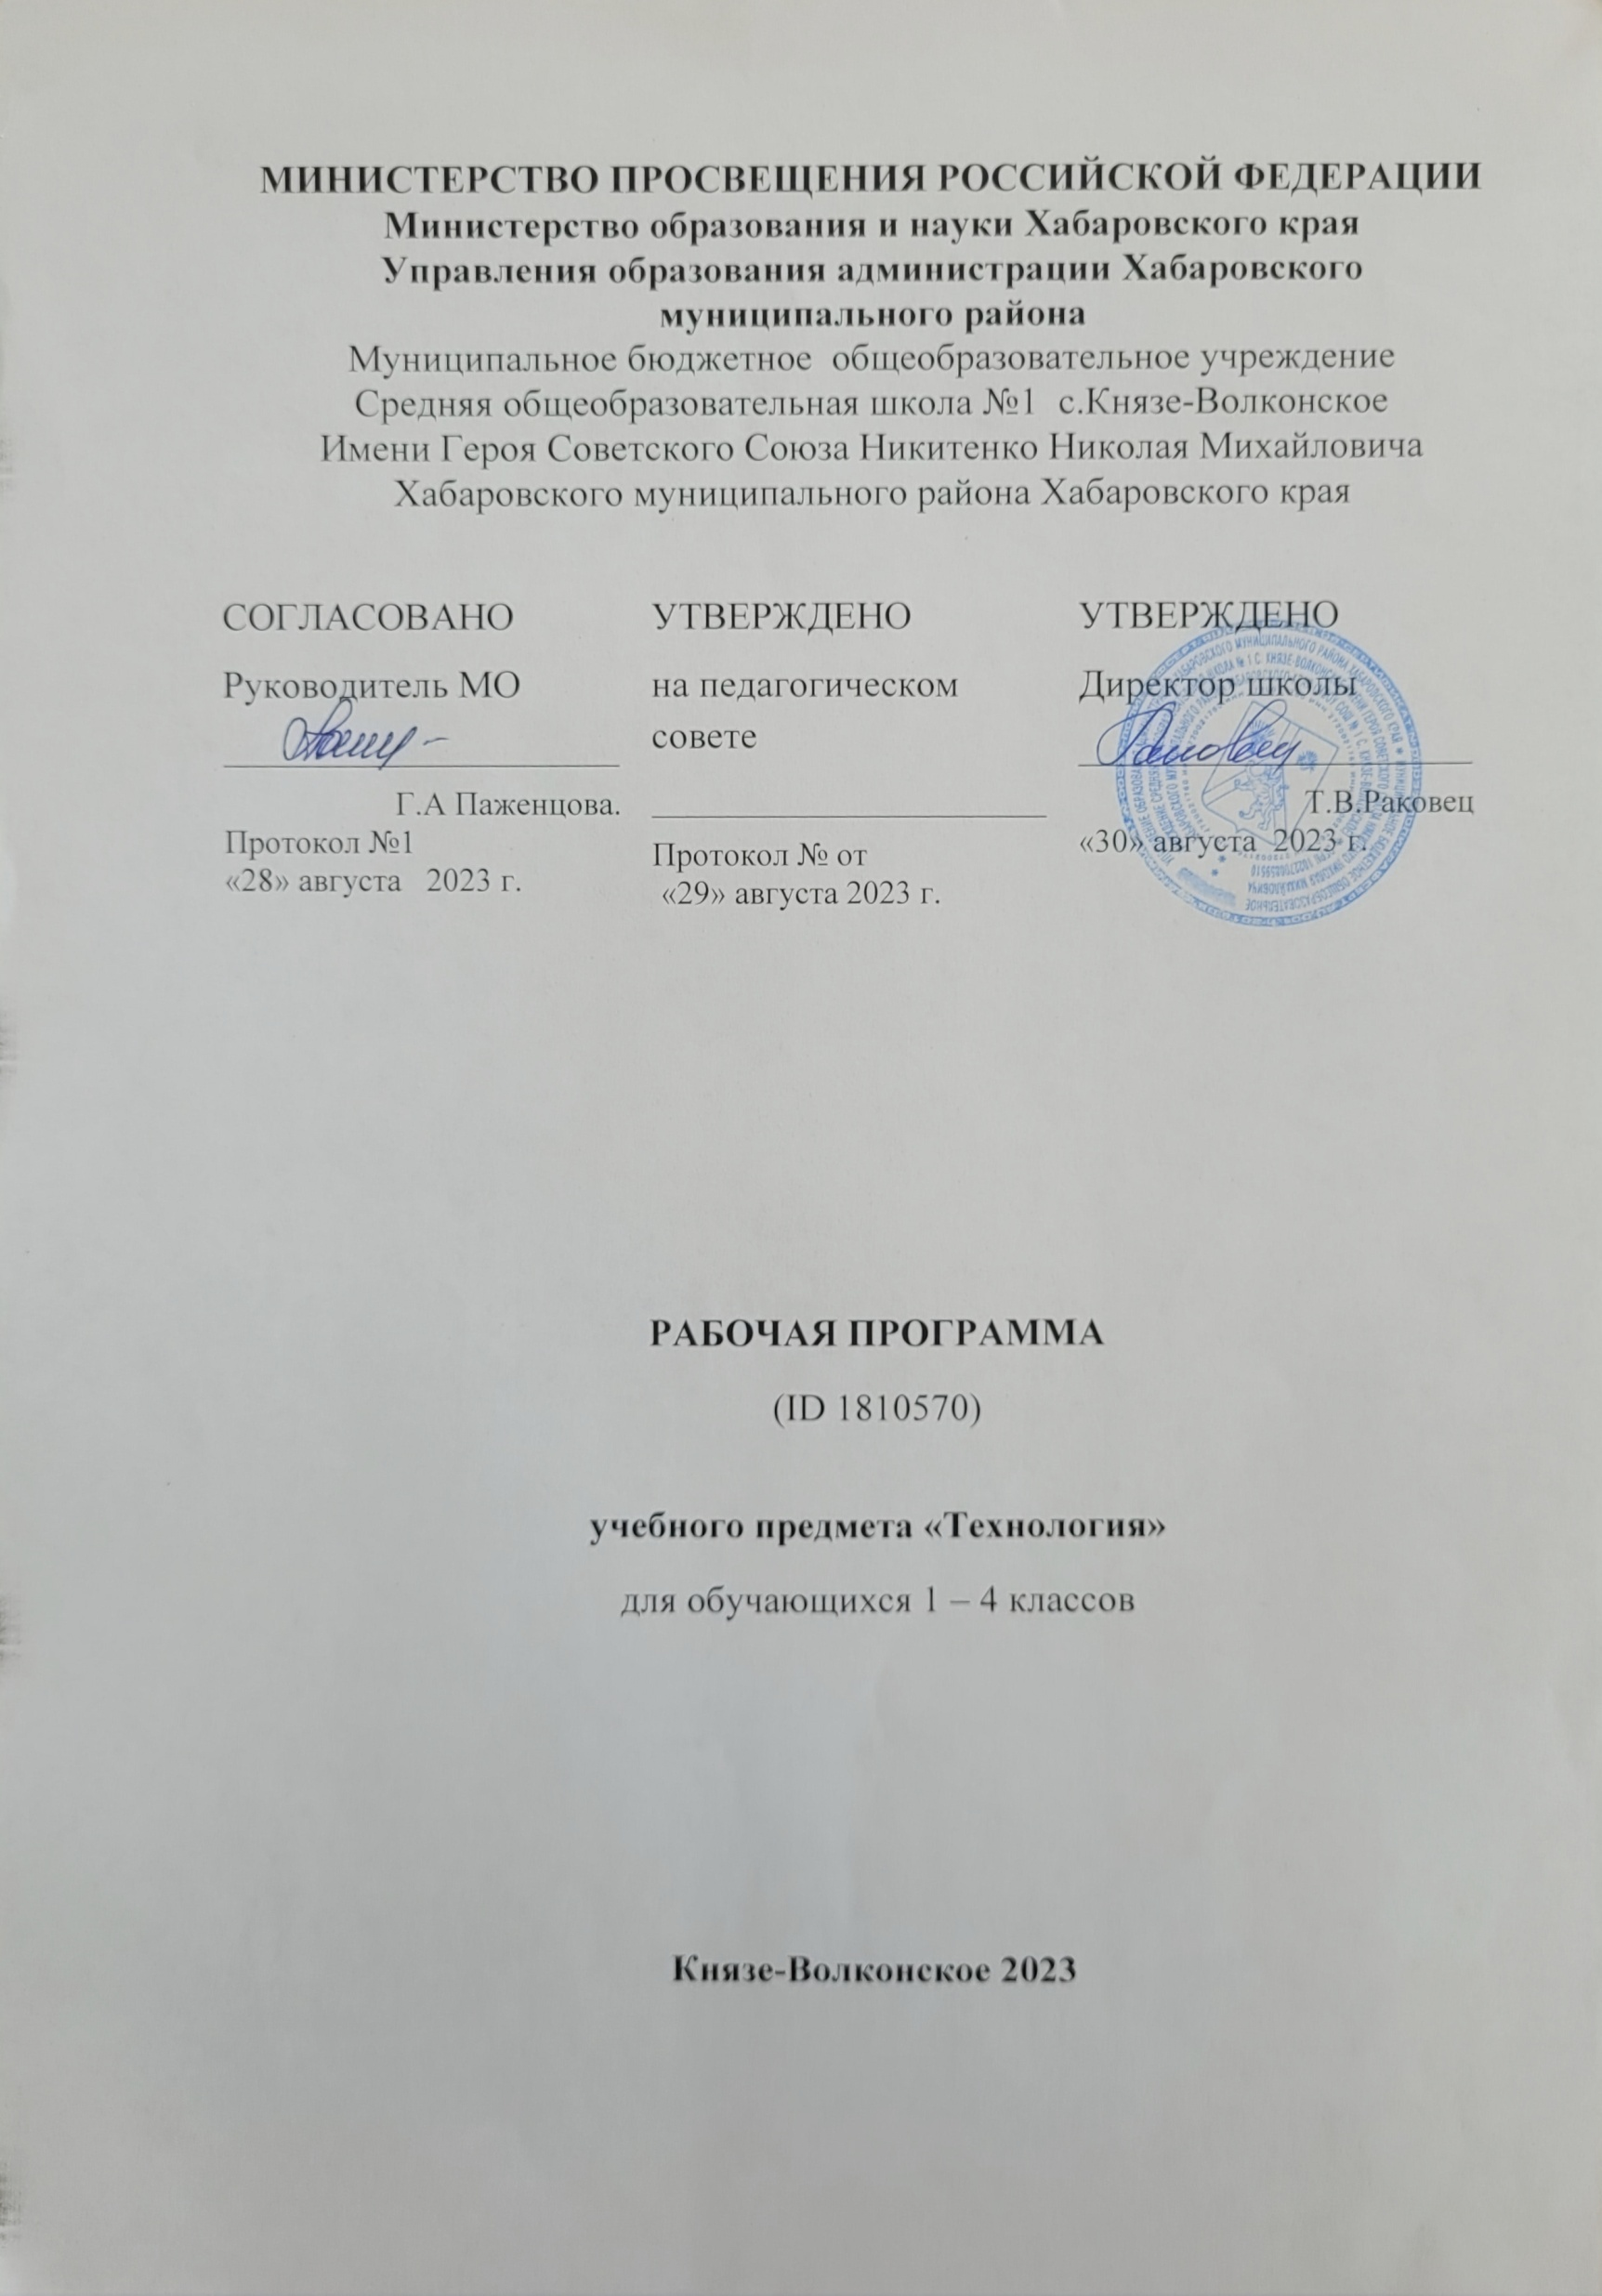 МИНИСТЕРСТВО ПРОСВЕЩЕНИЯ РОССИЙСКОЙ ФЕДЕРАЦИИ
Министерство образования и науки Хабаровского края
Управления образования администрации Хабаровского
муниципального района
Муниципальное бюджетное общеобразовательное учреждение
Средняя общеобразовательная школа №1 с.Князе-Волконское
Имени Героя Советского Союза Никитенко Николая Михайловича
Хабаровского муниципального района Хабаровского края
СОГЛАСОВАНО
Руководитель МО
Г.А Паженцова.
Протокол №1
«28» августа 2023 г.
УТВЕРЖДЕНО
на педагогическом
совете
Протокол № от
«29» августа 2023 г.
УТВЕРЖДЕНО
Директор школы
Т.В.Раковец
«30» августа 2023 г.
РАБОЧАЯ ПРОГРАММА
(ID 1810570)
учебного предмета «Технология»
для обучающихся 1 – 4 классов
Князе-Волконское 2023